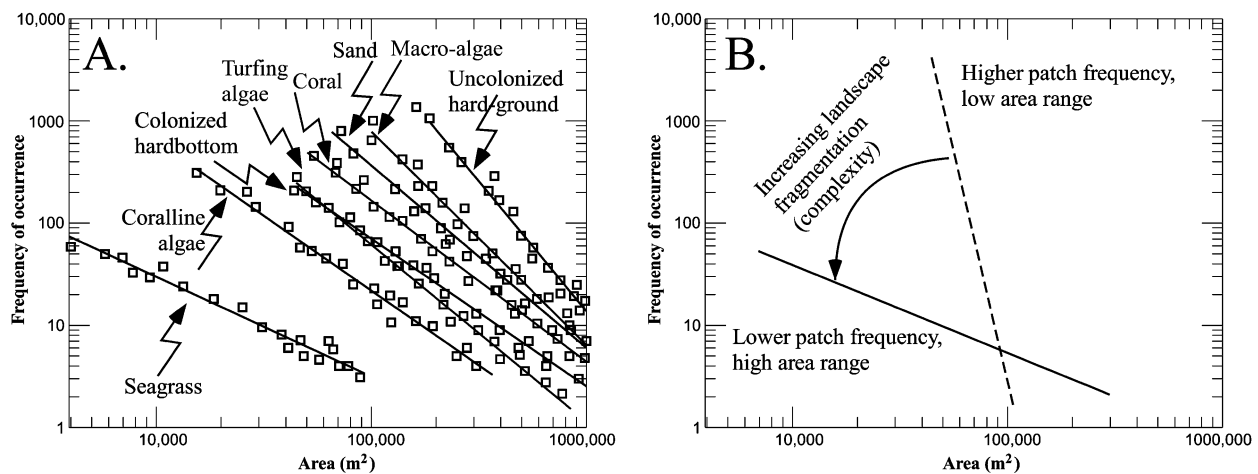 A.
10,000
1000
100
10
1
Frequency of occurrence
Sand
Macro-algae
Turfing
algae
Coral
Uncolonized
hard-ground
Colonized
hardbottom
Coralline
algae
Seagrass
10,000
100,000
1000,000
Area (m²)
B.
10,000
1000
100
10
1
Frequency of occurrence
Increasing landscape
fragmentation
(complexity)
Higher patch frequency,
low area range
Lower patch frequency,
high area range
10,000
100,000
1000,000
Area (m²)